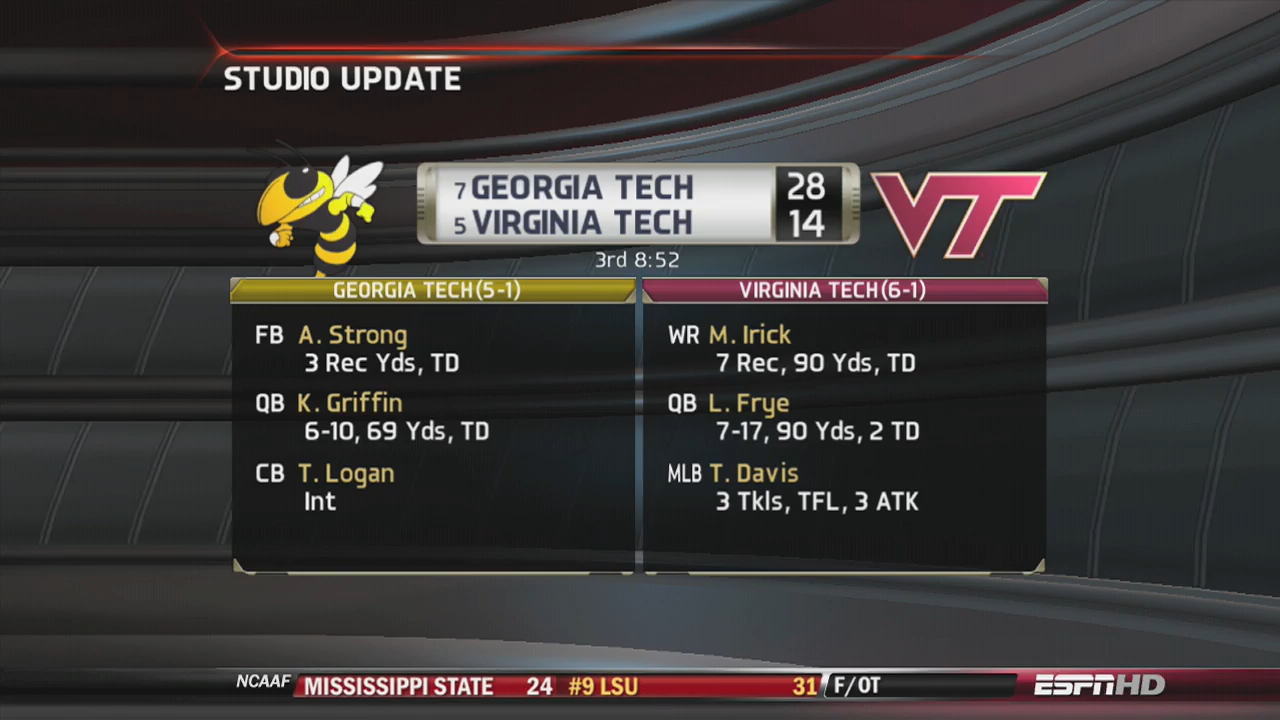 STUDIO UPDATE
7 GEORGIA TECH 28
5 VIRGINIA TECH 14
VT
3rd 8:52
GEORGIA TECH(5-1)
FB A. Strong
3 Rec Yds, TD
QB K. Griffin
6-10, 69 Yds, TD
CB T. Logan
Int
VIRGINIA TECH(6-1)
WR M. Irick
7 Rec, 90 Yds, TD
QB L. Frye
7-17, 90 Yds, 2 TD
MLB T. Davis
3 Tkls, TFL, 3 ATK
NCAAF MISSISSIPPI STATE 24 #9 LSU 31 F/OT ESPNHD